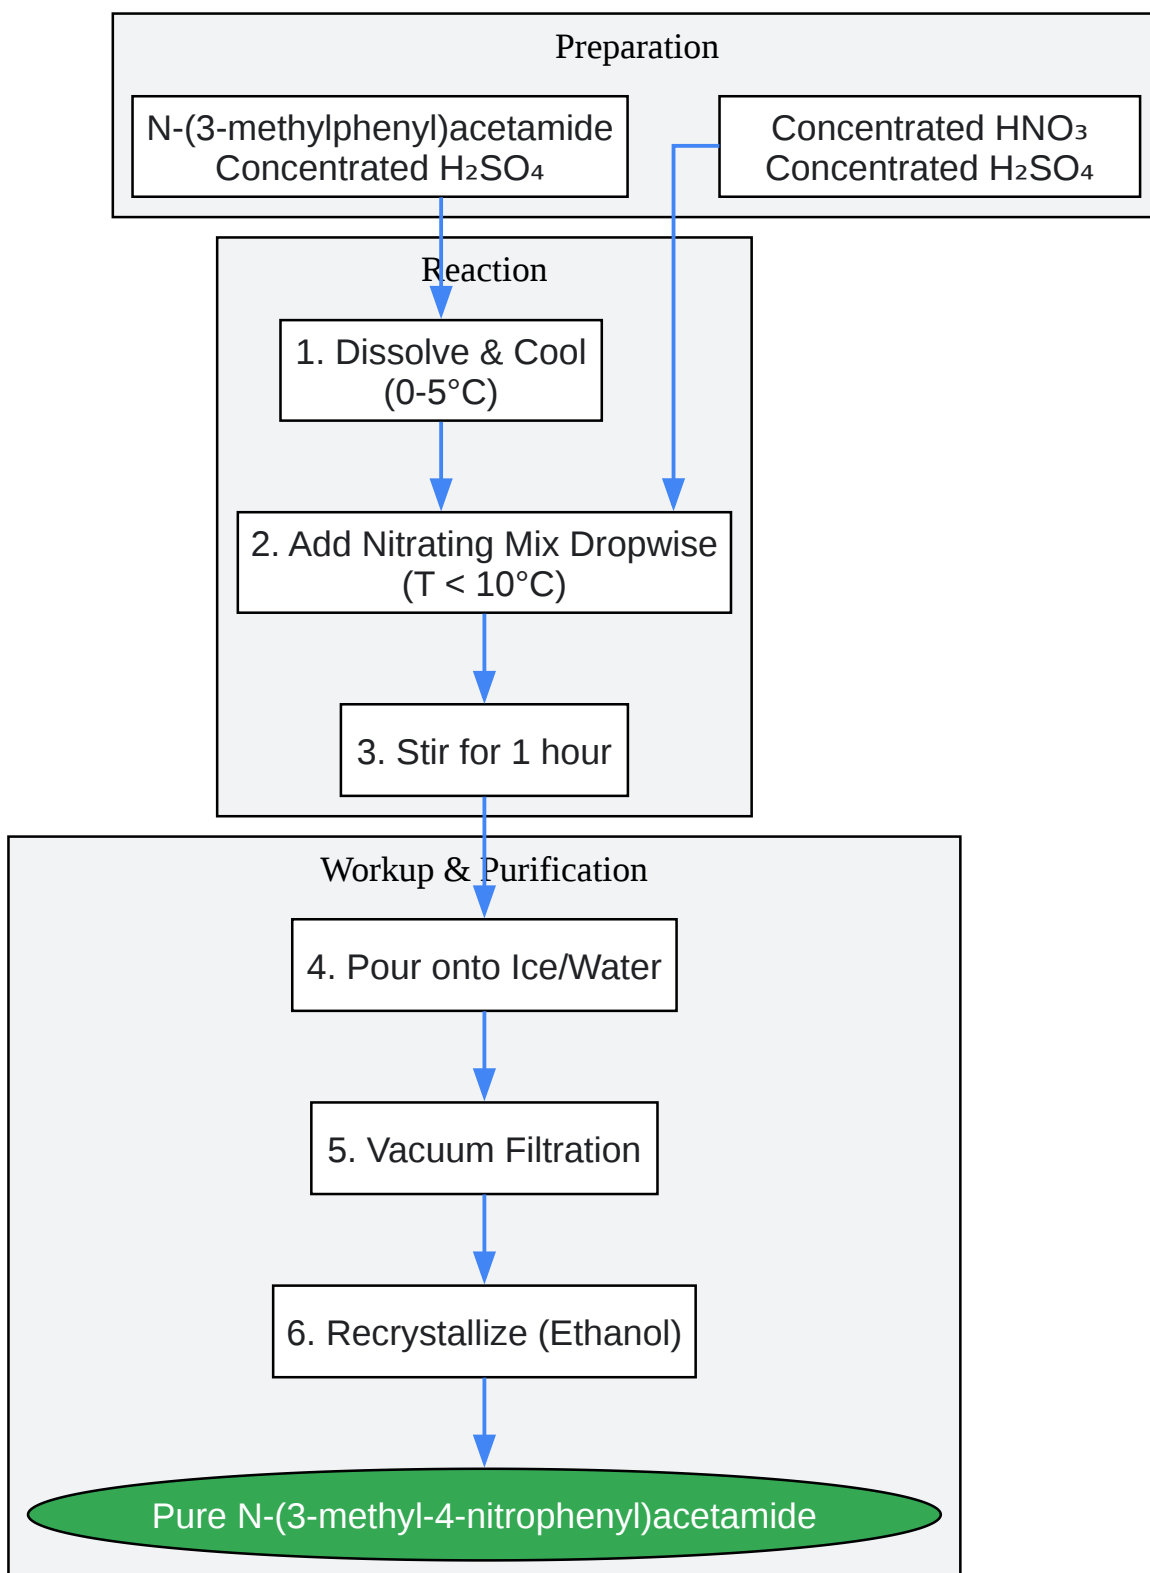 Preparation
N-(3-methylphenyl)acetamide
Concentrated H₂SO₄
Concentrated HNO₃
Concentrated H₂SO₄
Reaction
1. Dissolve & Cool
(0-5°C)
2. Add Nitrating Mix Dropwise
(T < 10°C)
3. Stir for 1 hour
Workup & Purification
4. Pour onto Ice/Water
5. Vacuum Filtration
6. Recrystallize (Ethanol)
Pure N-(3-methyl-4-nitrophenyl)acetamide